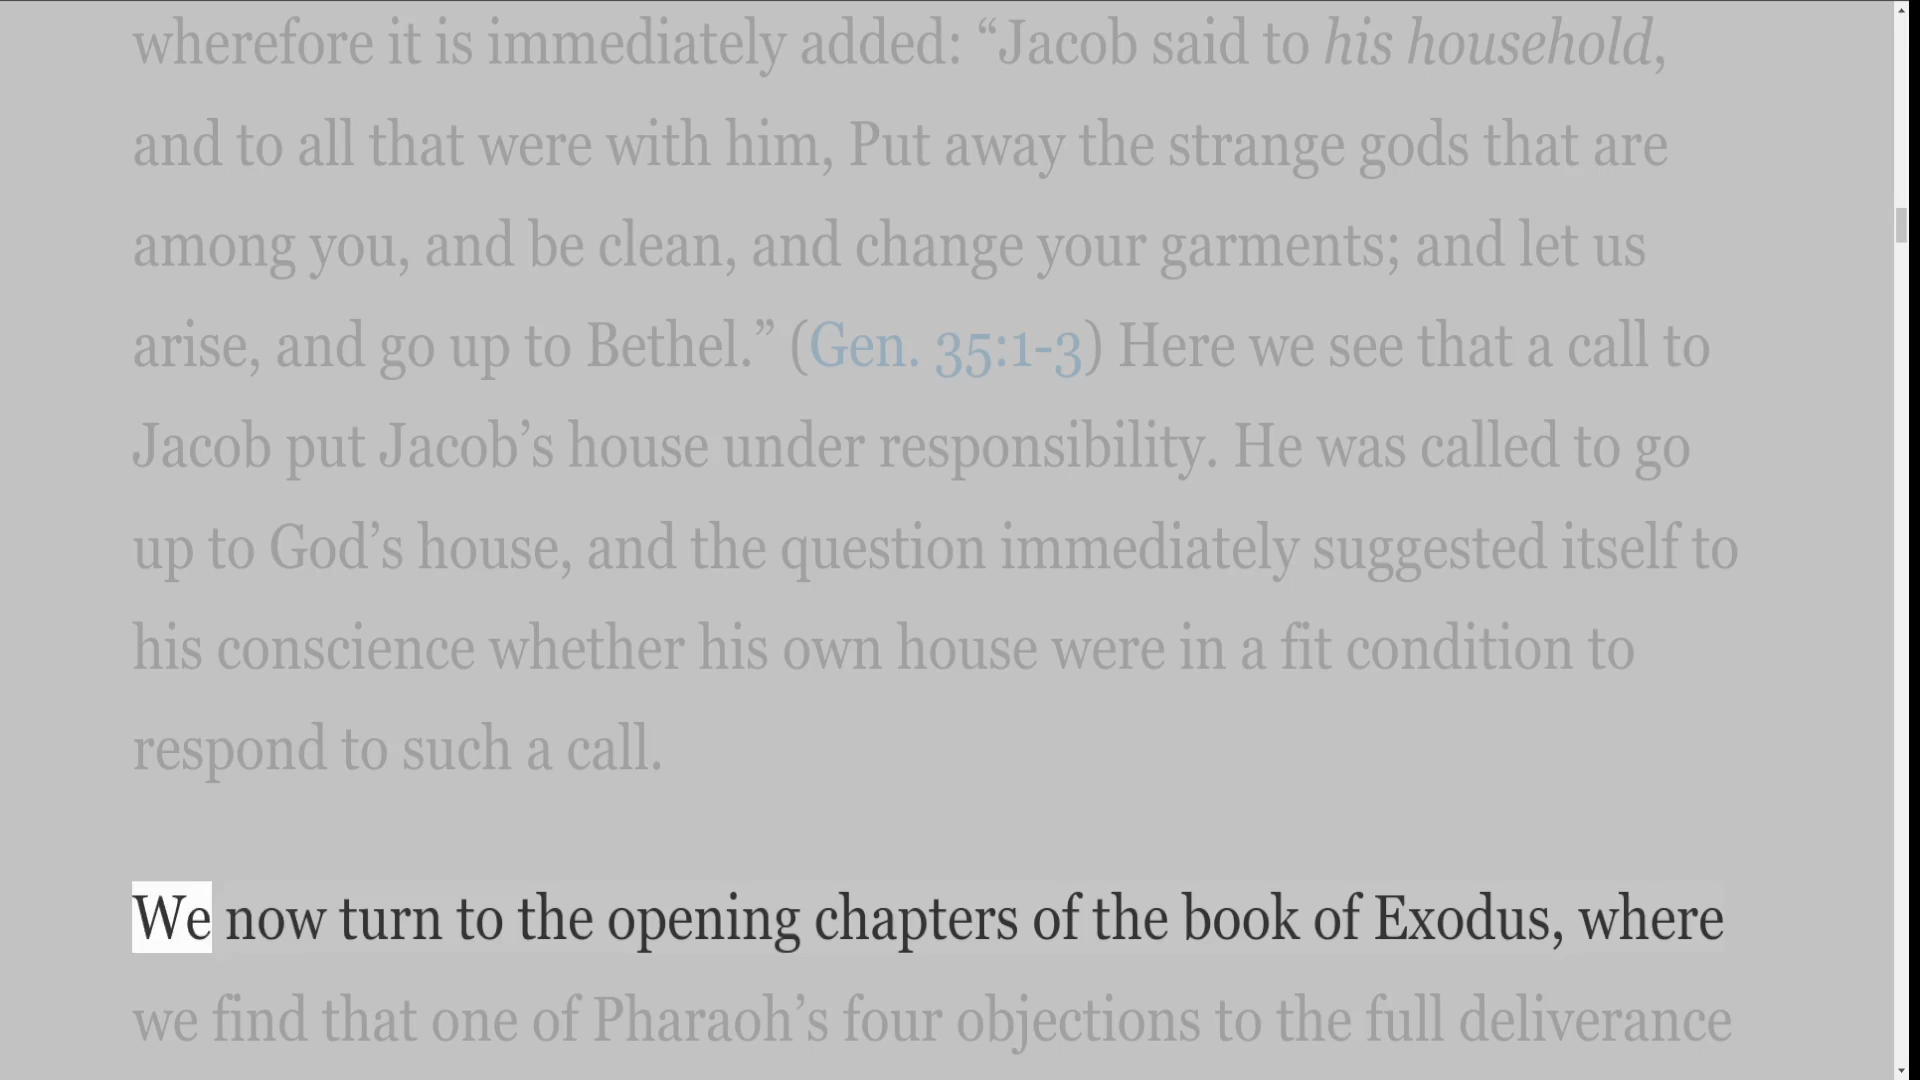 wherefore it is immediately added: “Jacob said to his household,
and to all that were with him, Put away the strange gods that are
among you, and be clean, and change your garments; and let us
arise, and go up to Bethel.” (Gen. 35:1-3) Here we see that a call to
Jacob put Jacob’s house under responsibility. He was called to go
up to God’s house, and the question immediately suggested itself to
his conscience whether his own house were in a fit condition to
respond to such a call.
We now turn to the opening chapters of the book of Exodus, where
we find that one of Pharaoh’s four objections to the full deliverance